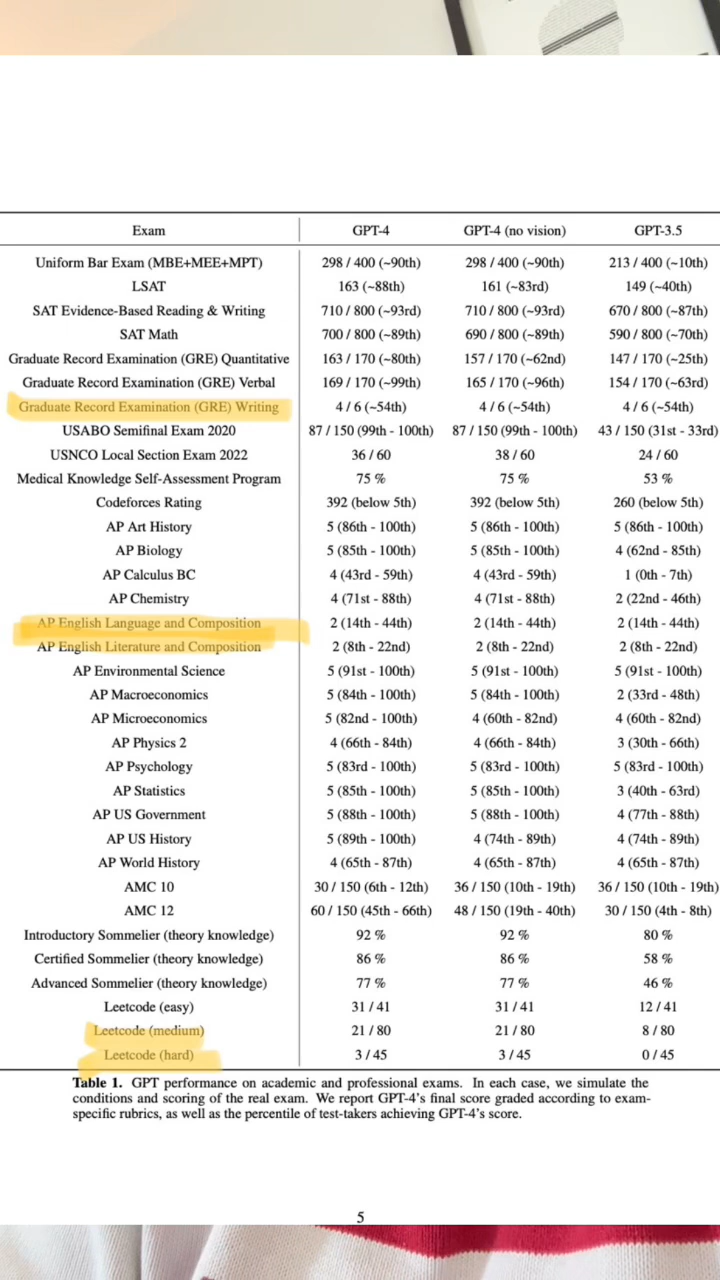 Exam GPT-4 GPT-4 (no vision) GPT-3.5
Uniform Bar Exam (MBE+MEE+MPT) 298 / 400 (~90th) 298 / 400 (~90th) 213 / 400 (~10th)
LSAT 163 (~88th) 161 (~83rd) 149 (~40th)
SAT Evidence-Based Reading & Writing 710 / 800 (~93rd) 710 / 800 (~93rd) 670 / 800 (~87th)
SAT Math 700 / 800 (~89th) 690 / 800 (~89th) 590 / 800 (~70th)
Graduate Record Examination (GRE) Quantitative 163 / 170 (~80th) 157 / 170 (~62nd) 147 / 170 (~25th)
Graduate Record Examination (GRE) Verbal 169 / 170 (~99th) 165 / 170 (~96th) 154 / 170 (~63rd)
Graduate Record Examination (GRE) Writing 4 / 6 (~54th) 4 / 6 (~54th) 4 / 6 (~54th)
USABO Semifinal Exam 2020 87 / 150 (99th - 100th) 87 / 150 (99th - 100th) 43 / 150 (31st - 33rd)
USNCO Local Section Exam 2022 36 / 60 38 / 60 24 / 60
Medical Knowledge Self-Assessment Program 75 % 75 % 53 %
Codeforces Rating 392 (below 5th) 392 (below 5th) 260 (below 5th)
AP Art History 5 (86th - 100th) 5 (86th - 100th) 5 (86th - 100th)
AP Biology 5 (85th - 100th) 5 (85th - 100th) 4 (62nd - 85th)
AP Calculus BC 4 (43rd - 59th) 4 (43rd - 59th) 1 (0th - 7th)
AP Chemistry 4 (71st - 88th) 4 (71st - 88th) 2 (22nd - 46th)
AP English Language and Composition 2 (14th - 44th) 2 (14th - 44th) 2 (14th - 44th)
AP English Literature and Composition 2 (8th - 22nd) 2 (8th - 22nd) 2 (8th - 22nd)
AP Environmental Science 5 (91st - 100th) 5 (91st - 100th) 5 (91st - 100th)
AP Macroeconomics 5 (84th - 100th) 5 (84th - 100th) 2 (33rd - 48th)
AP Microeconomics 5 (82nd - 100th) 4 (60th - 82nd) 4 (60th - 82nd)
AP Physics 2 4 (66th - 84th) 4 (66th - 84th) 3 (30th - 66th)
AP Psychology 5 (83rd - 100th) 5 (83rd - 100th) 5 (83rd - 100th)
AP Statistics 5 (85th - 100th) 5 (85th - 100th) 3 (40th - 63rd)
AP US Government 5 (88th - 100th) 5 (88th - 100th) 4 (77th - 88th)
AP US History 5 (89th - 100th) 4 (74th - 89th) 4 (74th - 89th)
AP World History 4 (65th - 87th) 4 (65th - 87th) 4 (65th - 87th)
AMC 10 30 / 150 (6th - 12th) 36 / 150 (10th - 19th) 36 / 150 (10th - 19th)
AMC 12 60 / 150 (45th - 66th) 48 / 150 (19th - 40th) 30 / 150 (4th - 8th)
Introductory Sommelier (theory knowledge) 92 % 92 % 80 %
Certified Sommelier (theory knowledge) 86 % 86 % 58 %
Advanced Sommelier (theory knowledge) 77 % 77 % 46 %
Leetcode (easy) 31 / 41 31 / 41 12 / 41
Leetcode (medium) 21 / 80 21 / 80 8 / 80
Leetcode (hard) 3 / 45 3 / 45 0 / 45
Table 1. GPT performance on academic and professional exams. In each case, we simulate the
conditions and scoring of the real exam. We report GPT-4's final score graded according to exam-
specific rubrics, as well as the percentile of test-takers achieving GPT-4's score.
5